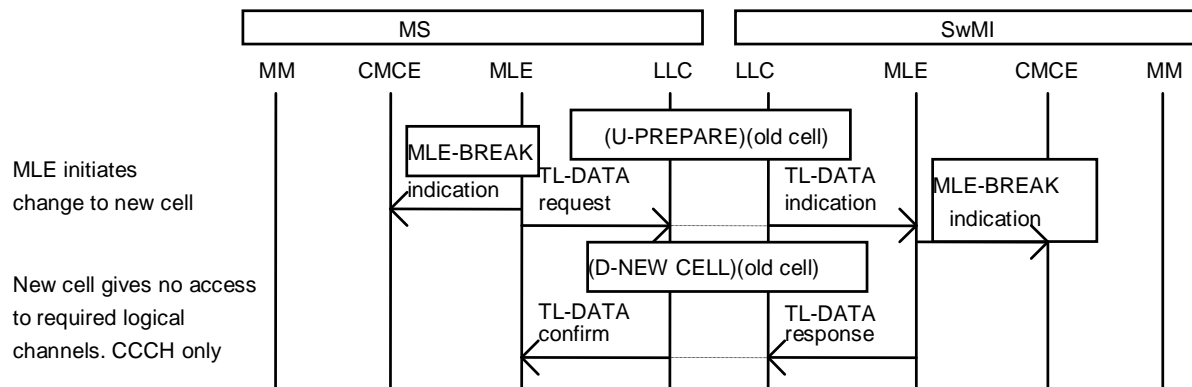 MS
SwMI
MM CMCE MLE LLC LLC MLE CMCE MM
(U-PREPARE)(old cell)
MLE initiates
change to new cell
MLE-BREAK
indication
TL-DATA
request
TL-DATA
indication
MLE-BREAK
indication
(D-NEW CELL)(old cell)
New cell gives no access
to required logical
channels. CCCH only
TL-DATA
confirm
TL-DATA
response